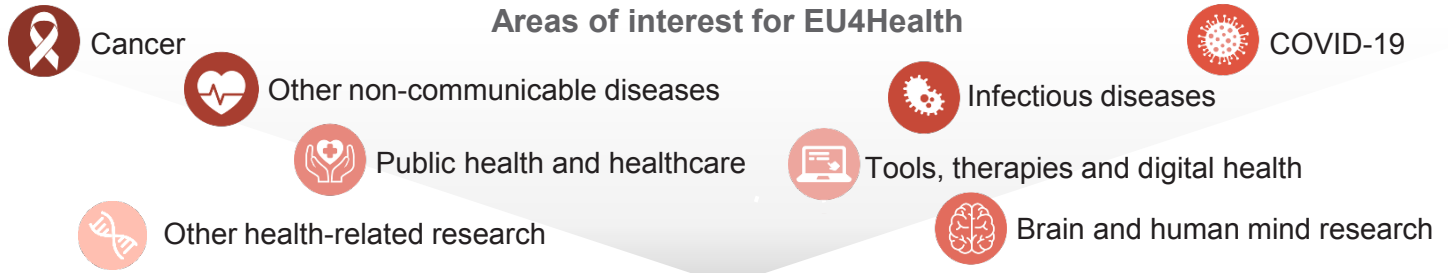 Areas of interest for EU4Health
Cancer
COVID-19
Other non-communicable diseases
Infectious diseases
Public health and healthcare
Tools, therapies and digital health
Other health-related research
Brain and human mind research